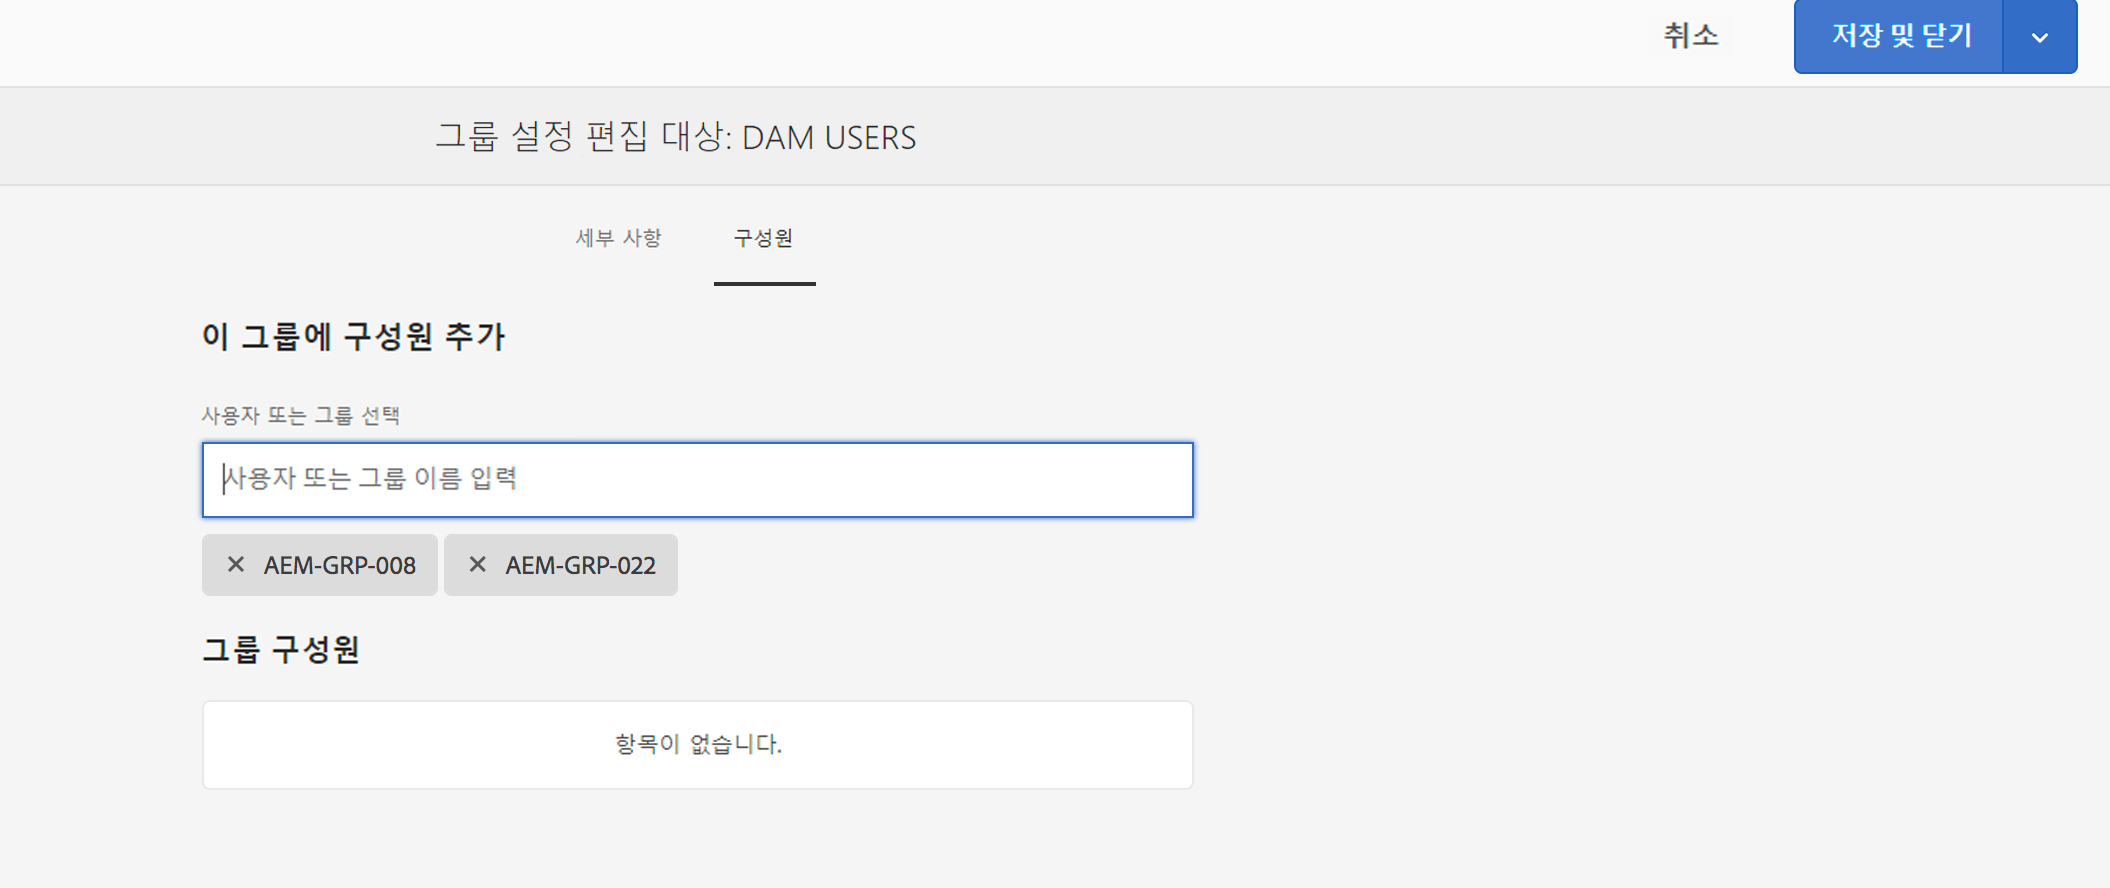 취소
저장 및 닫기
그룹 설정 편집 대상: DAM USERS
세부 사항
구성원
이 그룹에 구성원 추가
사용자 또는 그룹 선택
사용자 또는 그룹 이름 입력
AEM-GRP-008
AEM-GRP-022
그룹 구성원
항목이 없습니다.